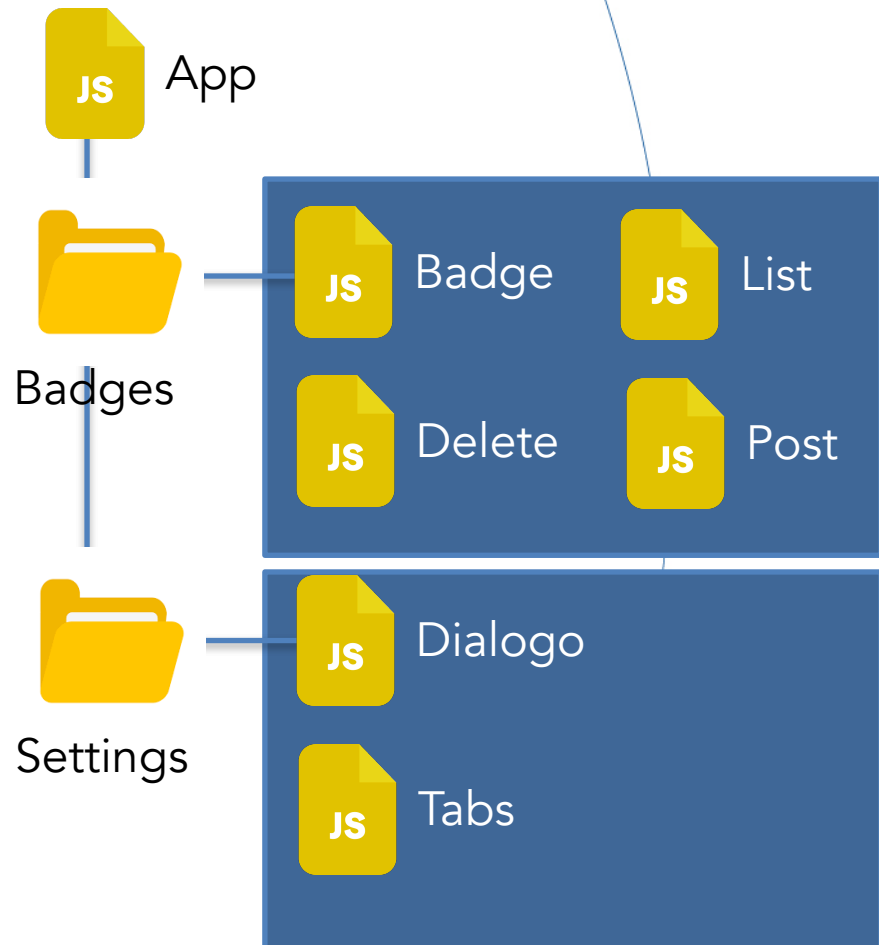 JS App
JS Badge JS List
Badges
JS Delete JS Post
JS Dialogo
Settings
JS Tabs